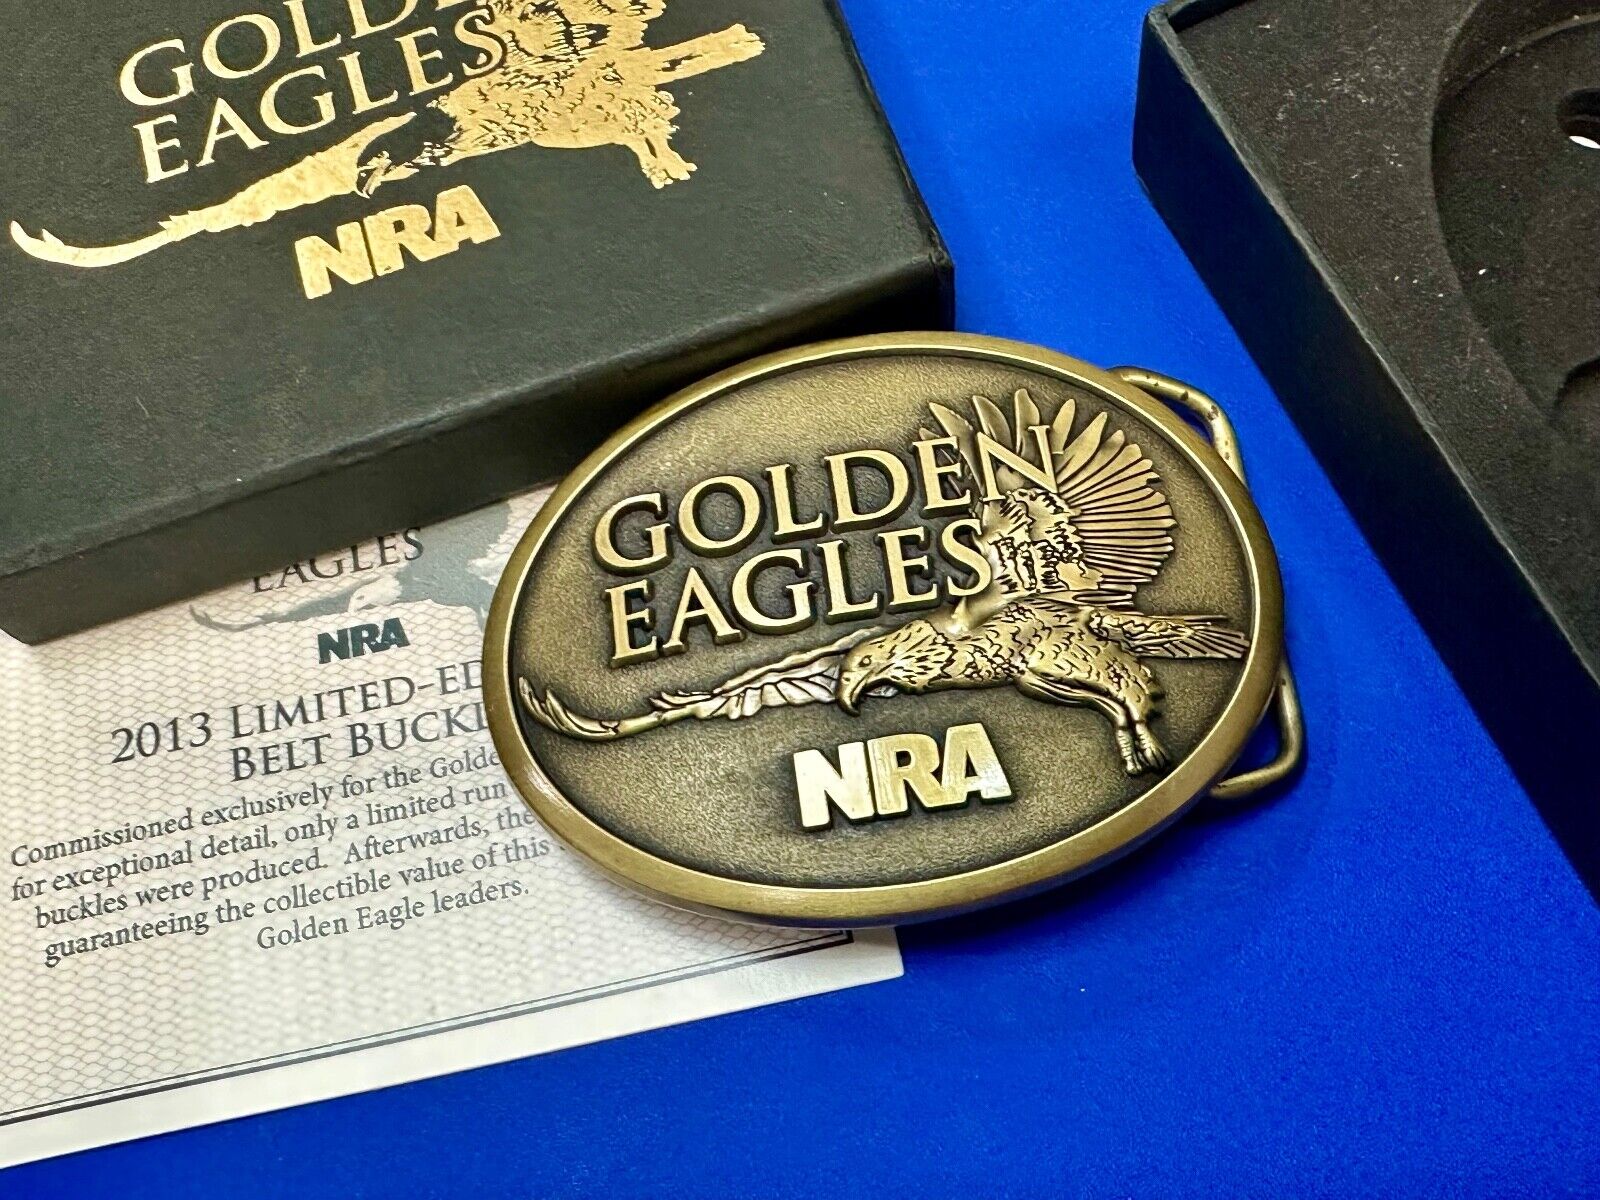 GOLDEN
EAGLES
NRA
GOLDEN
EAGLES
NRA
EAGLES
NRA
2013 LIMITED-ED
BELT BUCKL
Commissioned exclusively for the Golde
for exceptional detail, only a limited run
buckles were produced. Afterwards, the
guaranteeing the collectible value of this
Golden Eagle leaders.